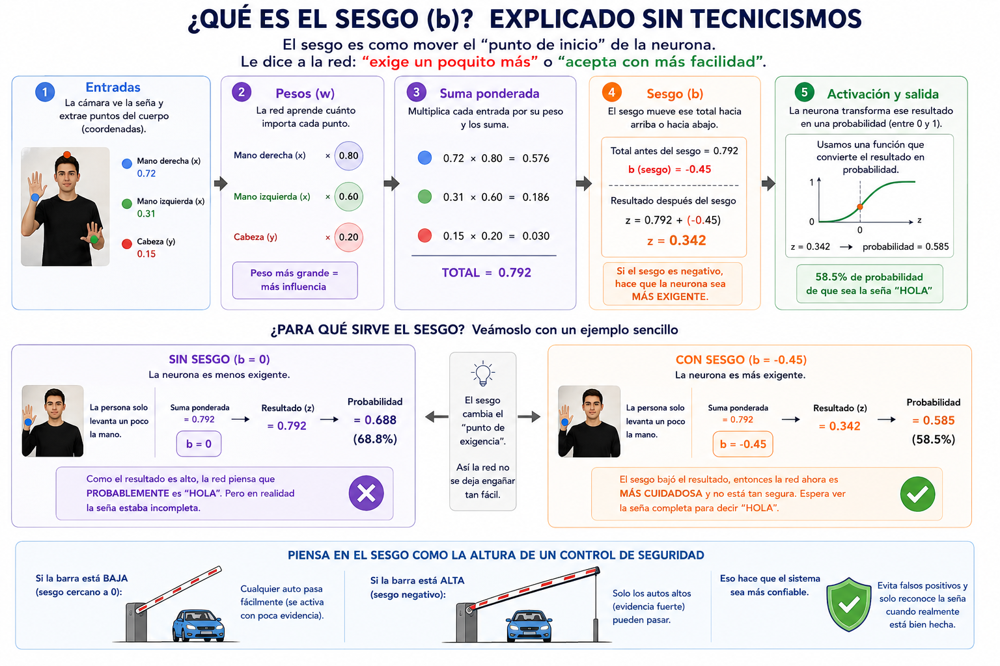 ¿QUÉ ES EL SESGO (b)? EXPLICADO SIN TECNICISMOS
El sesgo es como mover el “punto de inicio” de la neurona.
Le dice a la red: “exige un poquito más” o “acepta con más facilidad”.
1 Entradas
La cámara ve la seña y
extrae puntos del cuerpo
(coordenadas).
Mano derecha (x)
0.72
Mano izquierda (x)
0.31
Cabeza (y)
0.15
2 Pesos (w)
La red aprende cuánto
importa cada punto.
Mano derecha (x) × 0.80
Mano izquierda (x) × 0.60
Cabeza (y) × 0.20
Peso más grande =
más influencia
3 Suma ponderada
Multiplica cada entrada por su peso
y los suma.
0.72 × 0.80 = 0.576
0.31 × 0.60 = 0.186
0.15 × 0.20 = 0.030
TOTAL = 0.792
4 Sesgo (b)
El sesgo mueve ese total hacia
arriba o hacia abajo.
Total antes del sesgo = 0.792
b (sesgo) = -0.45
Resultado después del sesgo
z = 0.792 + (-0.45)
z = 0.342
Si el sesgo es negativo,
hace que la neurona sea
MÁS EXIGENTE.
5 Activación y salida
La neurona transforma ese resultado
en una probabilidad (entre 0 y 1).
Usamos una función que
convierte el resultado en
probabilidad.
1
0
z
0
z = 0.342 → probabilidad = 0.585
58.5% de probabilidad
de que sea la seña “HOLA”
¿PARA QUÉ SIRVE EL SESGO? Veámoslo con un ejemplo sencillo
SIN SESGO (b = 0)
La neurona es menos exigente.
La persona solo
levanta un poco
la mano.
Suma ponderada
= 0.792
b = 0
Resultado (z)
= 0.792
Probabilidad
= 0.688
(68.8%)
Como el resultado es alto, la red piensa que
PROBABLEMENTE es “HOLA”. Pero en realidad
la seña estaba incompleta.
El sesgo
cambia el
“punto de
exigencia”.
Así la red no
se deja engañar
tan fácil.
CON SESGO (b = -0.45)
La neurona es más exigente.
La persona solo
levanta un poco
la mano.
Suma ponderada
= 0.792
b = -0.45
Resultado (z)
= 0.342
Probabilidad
= 0.585
(58.5%)
El sesgo bajó el resultado, entonces la red ahora es
MÁS CUIDADOSA y no está tan segura. Espera ver
la seña completa para decir “HOLA”.
PIENSA EN EL SESGO COMO LA ALTURA DE UN CONTROL DE SEGURIDAD
Si la barra está BAJA
(sesgo cercano a 0):
Cualquier auto pasa
fácilmente (se activa
con poca evidencia).
Si la barra está ALTA
(sesgo negativo):
Solo los autos altos
(evidencia fuerte)
pueden pasar.
Eso hace que el sistema
sea más confiable.
Evita falsos positivos y
solo reconoce la seña
cuando realmente
está bien hecha.